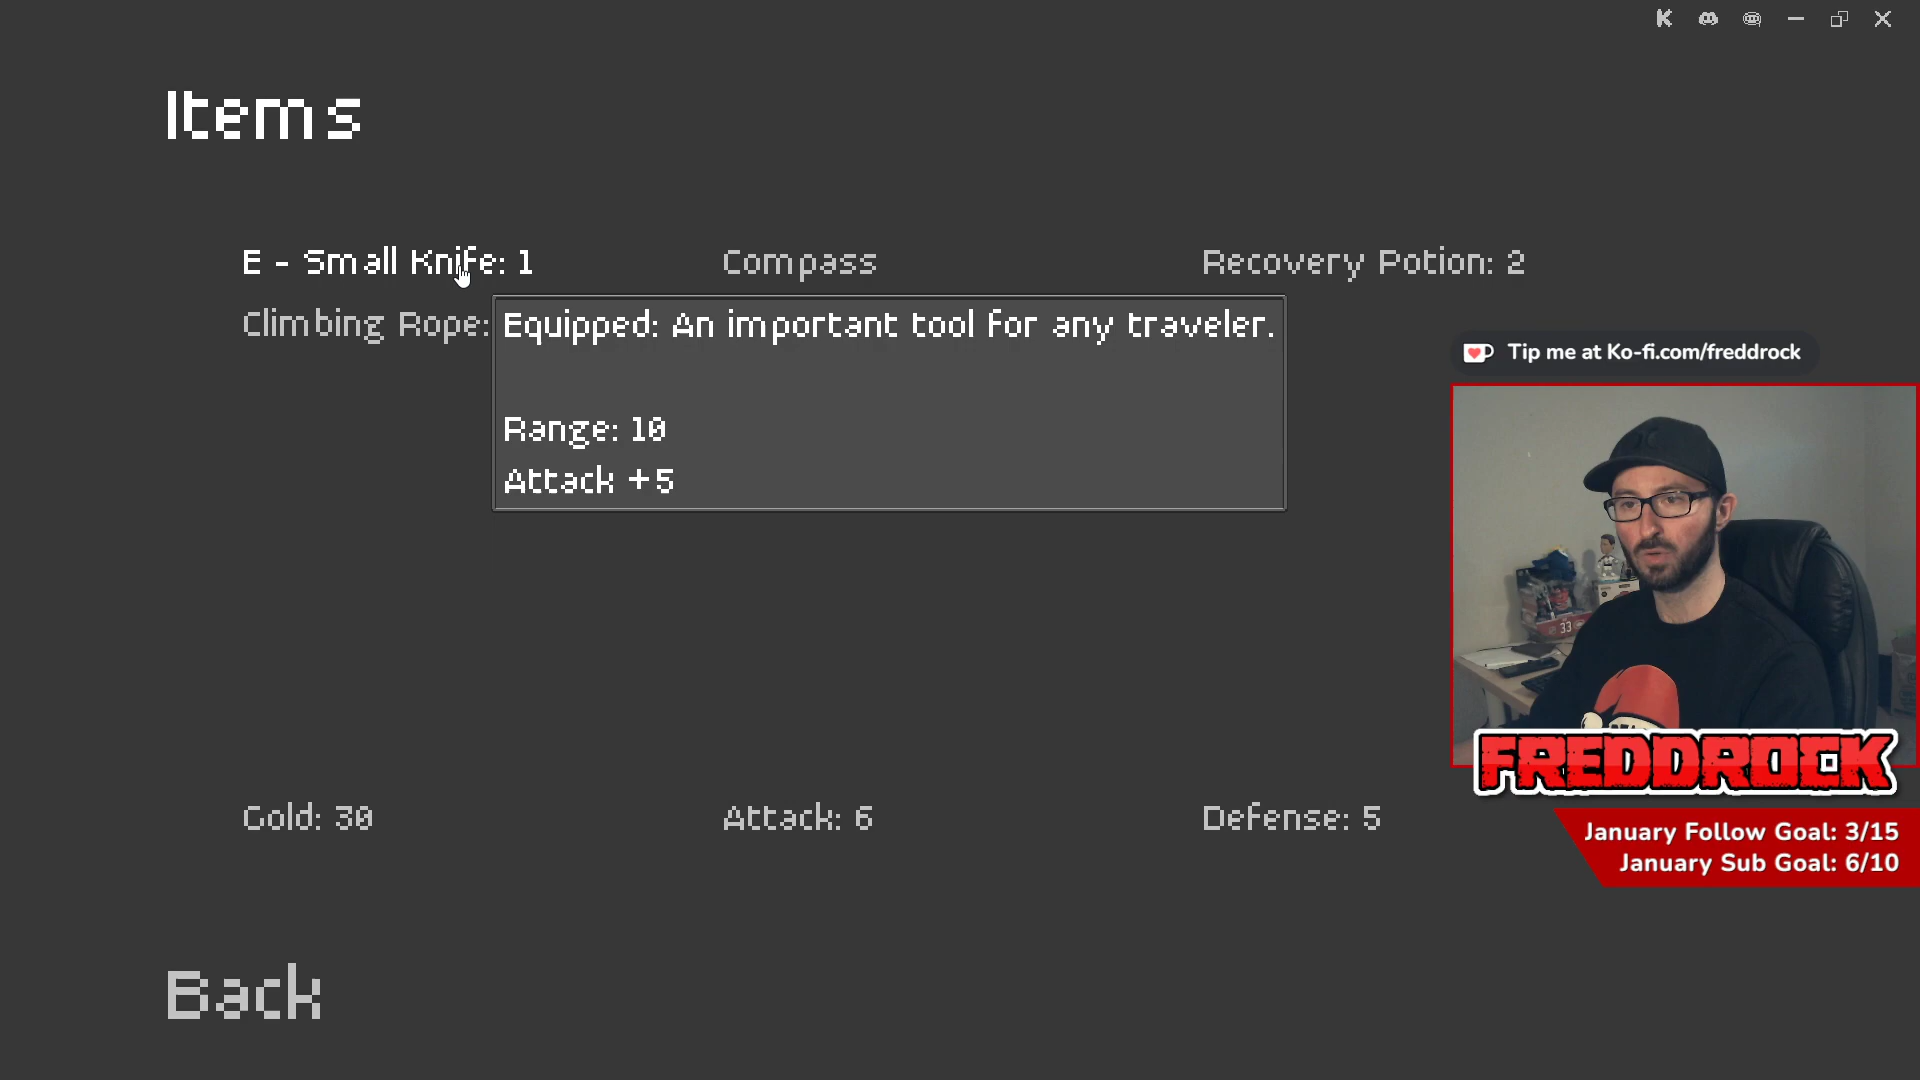 K
Items
E - Small Knife: 1
Compass
Recovery Potion: 2
Climbing Rope:
Equipped: An important tool for any traveler.
Range: 10
Attack +5
Tip me at Ko-fi.com/freddrock
33
FREDDROCK
Gold: 30
Attack: 6
Defense: 5
January Follow Goal: 3/15
January Sub Goal: 6/10
Back